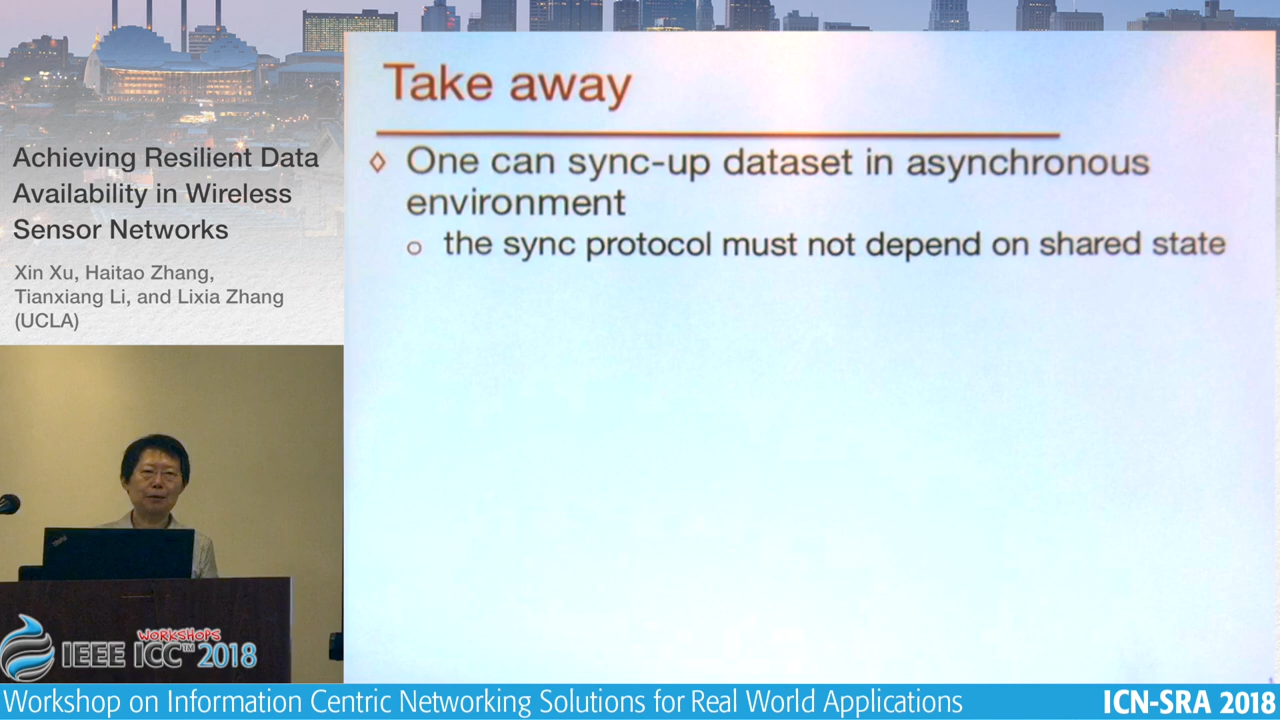 Achieving Resilient Data
Availability in Wireless
Sensor Networks
Xin Xu, Haitao Zhang,
Tianxiang Li, and Lixia Zhang
(UCLA)
Take away
◊ One can sync-up dataset in asynchronous
environment
o the sync protocol must not depend on shared state
WORKSHOPS
IEEE ICC™ 2018
Workshop on Information Centric Networking Solutions for Real World Applications
ICN-SRA 2018